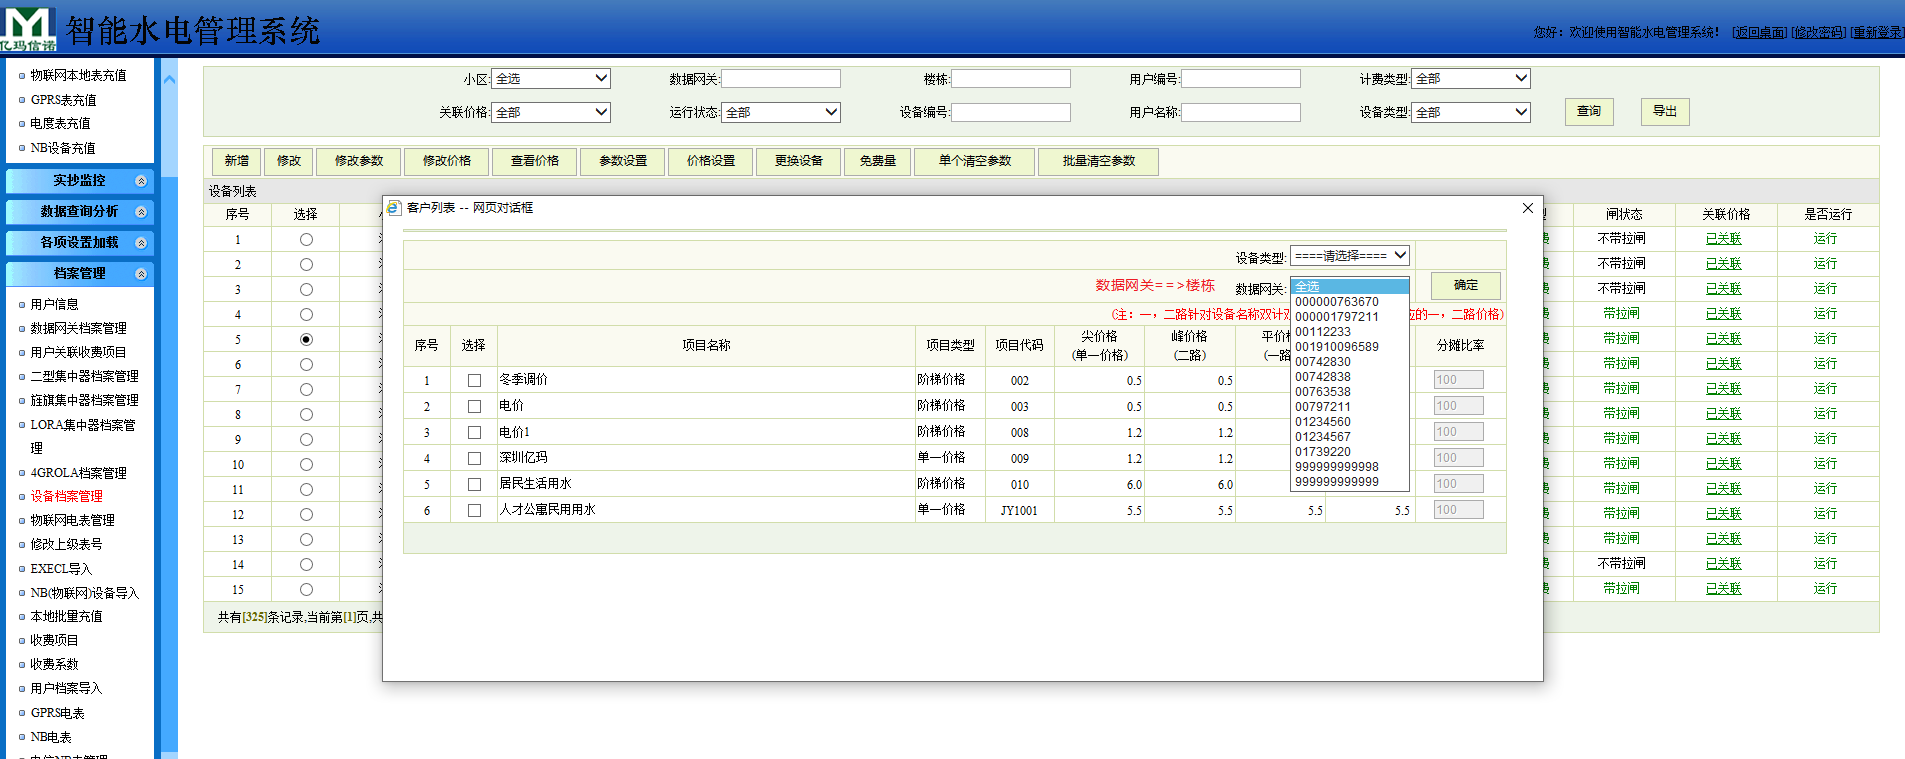 智能水电管理系统
亿玛信诺
您好：欢迎使用智能水电管理系统！ [返回桌面] [修改密码] [重新登录]
物联网本地表充值
GPRS表充值
电度表充值
NB设备充值
实抄监控
数据查询分析
各项设置加载
档案管理
用户信息
数据网关档案管理
用户关联收费项目
二型集中器档案管理
旌旗集中器档案管理
LORA集中器档案管
理
4GROLA档案管理
设备档案管理
物联网电表管理
修改上级表号
EXECL导入
NB(物联网)设备导入
本地批量充值
收费项目
收费系数
用户档案导入
GPRS电表
NB电表
小区: 全选 数据网关: 楼栋: 用户编号: 计费类型: 全部
关联价格: 全部 运行状态: 全部 设备编号: 用户名称: 设备类型: 全部 查询 导出
新增 修改 修改参数 修改价格 查看价格 参数设置 价格设置 更换设备 免费量 单个清空参数 批量清空参数
设备列表
序号 选择 闸状态 关联价格 是否运行
1 不带拉闸 已关联 运行
2 不带拉闸 已关联 运行
3 不带拉闸 已关联 运行
4 带拉闸 已关联 运行
5 带拉闸 已关联 运行
6 带拉闸 已关联 运行
7 带拉闸 已关联 运行
8 带拉闸 已关联 运行
9 带拉闸 已关联 运行
10 带拉闸 已关联 运行
11 带拉闸 已关联 运行
12 带拉闸 已关联 运行
13 带拉闸 已关联 运行
14 不带拉闸 已关联 运行
15 带拉闸 已关联 运行
共有[325]条记录,当前第[1]页,共
客户列表 -- 网页对话框
设备类型: ====请选择====
数据网关==>楼栋 数据网关: 确定
全选
000000763670
000001797211
00112233
001910096589
00742830
00742838
00763538
00797211
01234560
01234567
01739220
999999999998
999999999999
(注：一，二路针对设备名称双计 应的一，二路价格)
序号 选择 项目名称 项目类型 项目代码 尖价格 峰价格 平价 分摊比率
(单一价格) (二路) (一路
1 冬季调价 阶梯价格 002 0.5 0.5 100
2 电价 阶梯价格 003 0.5 0.5 100
3 电价1 阶梯价格 008 1.2 1.2 100
4 深圳亿玛 单一价格 009 1.2 1.2 100
5 居民生活用水 阶梯价格 010 6.0 6.0 100
6 人才公寓民用用水 单一价格 JY1001 5.5 5.5 5.5 5.5 100